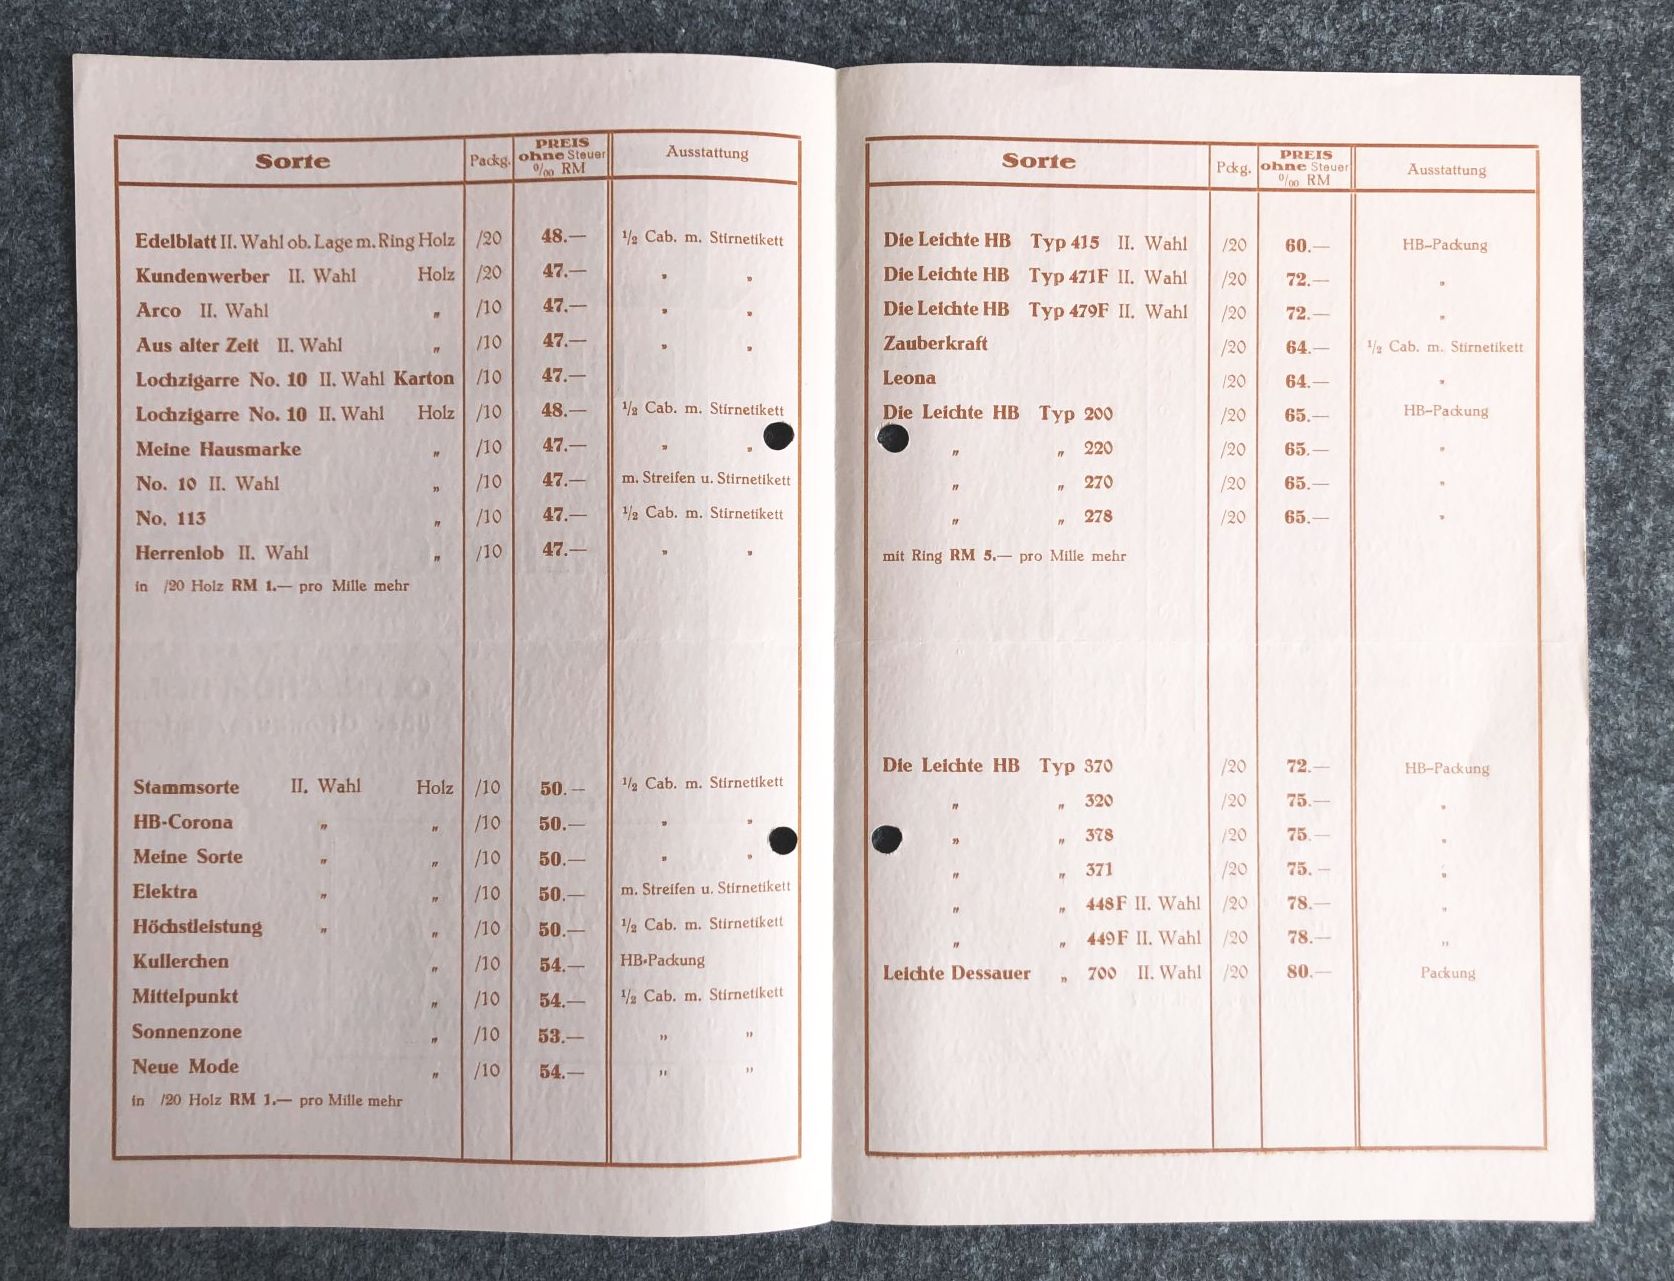 Sorte Packg. PREIS ohne Steuer ⁰/₀₀ RM Ausstattung
Edelblatt II. Wahl ob. Lage m. Ring Holz /20 48.— ½ Cab. m. Stirnetikett
Kundenwerber II. Wahl Holz /20 47.— " "
Arco II. Wahl " /10 47.— " "
Aus alter Zeit II. Wahl " /10 47.— " "
Lochzigarre No. 10 II. Wahl Karton /10 47.—
Lochzigarre No. 10 II. Wahl Holz /10 48.— ½ Cab. m. Stirnetikett
Meine Hausmarke " /10 47.— " "
No. 10 II. Wahl " /10 47.— m. Streifen u. Stirnetikett
No. 113 " /10 47.— ½ Cab. m. Stirnetikett
Herrenlob II. Wahl " /10 47.— " "
in /20 Holz RM 1.— pro Mille mehr
Stammsorte II. Wahl Holz /10 50.— ½ Cab. m. Stirnetikett
HB-Corona " " /10 50.— " "
Meine Sorte " " /10 50.— " "
Elektra " " /10 50.— m. Streifen u. Stirnetikett
Höchstleistung " " /10 50.— ½ Cab. m. Stirnetikett
Kullerchen " /10 54.— HB-Packung
Mittelpunkt " /10 54.— ½ Cab. m. Stirnetikett
Sonnenzone " /10 53.— " "
Neue Mode " /10 54.— " "
in /20 Holz RM 1.— pro Mille mehr
Sorte Pckg. PREIS ohne Steuer ⁰/₀₀ RM Ausstattung
Die Leichte HB Typ 415 II. Wahl /20 60.— HB-Packung
Die Leichte HB Typ 471F II. Wahl /20 72.— "
Die Leichte HB Typ 479F II. Wahl /20 72.— "
Zauberkraft /20 64.— ½ Cab. m. Stirnetikett
Leona /20 64.— "
Die Leichte HB Typ 200 /20 65.— HB-Packung
" " 220 /20 65.— "
" " 270 /20 65.— "
" " 278 /20 65.— "
mit Ring RM 5.— pro Mille mehr
Die Leichte HB Typ 370 /20 72.— HB-Packung
" " 320 /20 75.— "
" " 378 /20 75.— "
" " 371 /20 75.— "
" " 448F II. Wahl /20 78.— "
" " 449F II. Wahl /20 78.— "
Leichte Dessauer " 700 II. Wahl /20 80.— Packung